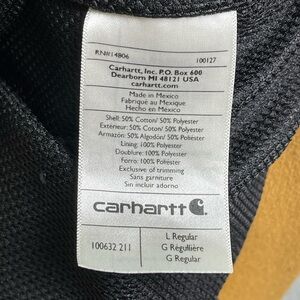 RN#14806 100127
Carhartt, Inc. P.O. Box 600
Dearborn MI 48121 USA
carhartt.com
Made in Mexico
Fabriqué au Mexique
Hecho en Mexico
Shell: 50% Cotton/ 50% Polyester
Extérieur: 50% Coton/ 50% Polyester
Armazón: 50% Algodón/ 50% Poliéster
Lining: 100% Polyester
Doublure: 100% Polyester
Forro: 100% Poliéster
Exclusive of trimming
Sans garniture
Sin incluir adorno
carhartt
100632 211
L Regular
G Régulière
G Regular